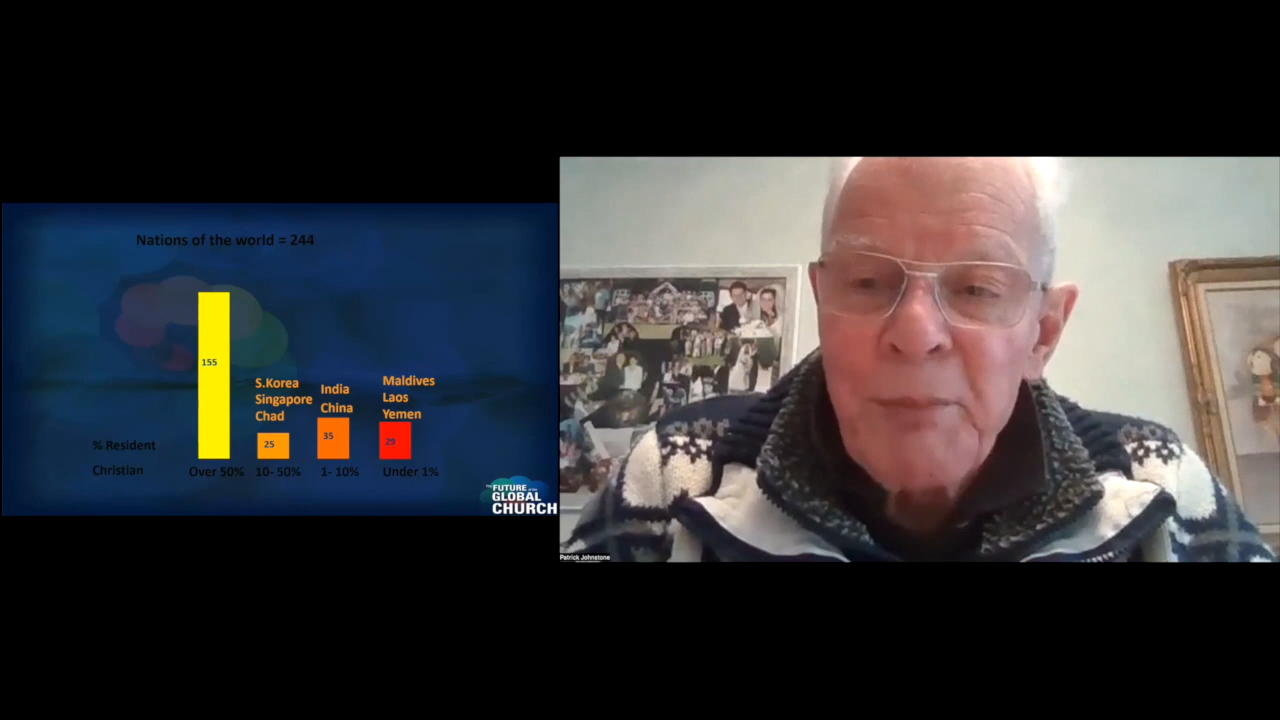 Nations of the world = 244
155
S.Korea
Singapore
Chad
India
China
Maldives
Laos
Yemen
25
35
29
% Resident
Christian
Over 50%
10- 50%
1- 10%
Under 1%
The FUTURE of the
GLOBAL
CHURCH
Patrick Johnstone